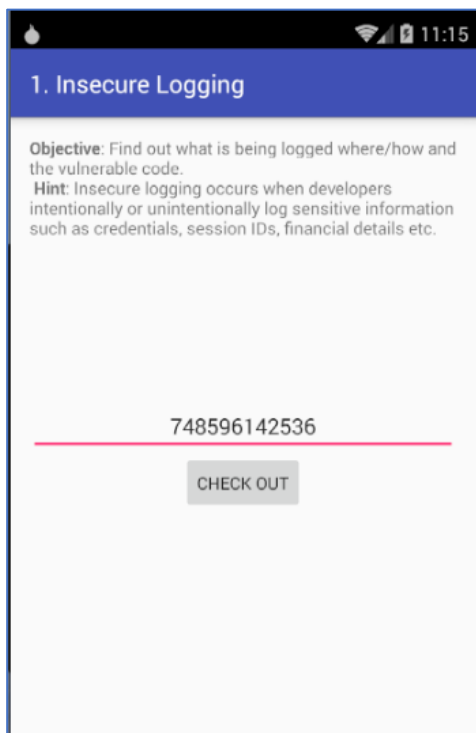 11:15
1. Insecure Logging
Objective: Find out what is being logged where/how and
the vulnerable code.
Hint: Insecure logging occurs when developers
intentionally or unintentionally log sensitive information
such as credentials, session IDs, financial details etc.
748596142536
CHECK OUT